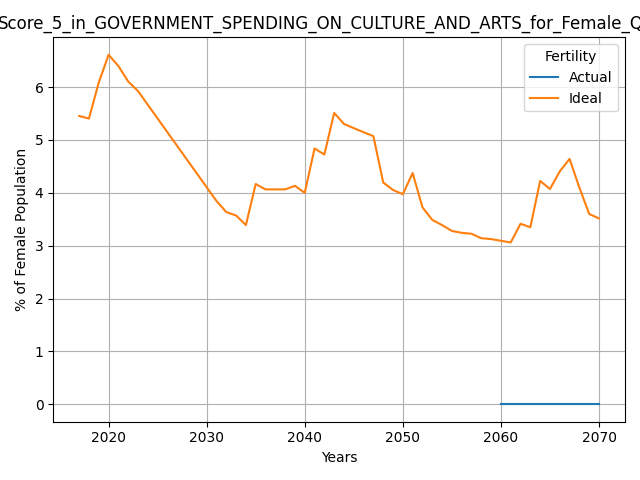 Score_5_in_GOVERNMENT_SPENDING_ON_CULTURE_AND_ARTS_for_Female_Q
Fertility
Actual
Ideal
% of Female Population
6
5
4
3
2
1
0
2020 2030 2040 2050 2060 2070
Years